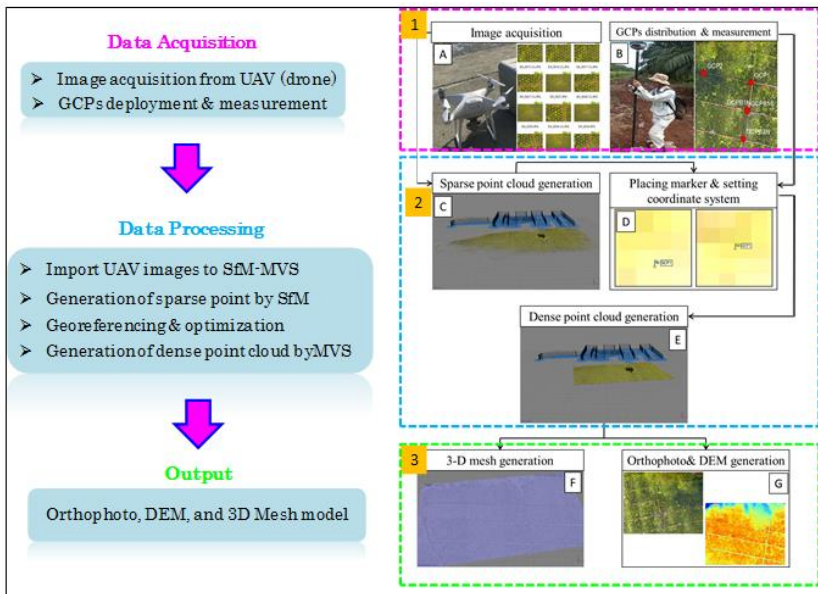 Data Acquisition
➢ Image acquisition from UAV (drone)
➢ GCPs deployment & measurement
Data Processing
➢ Import UAV images to SfM-MVS
➢ Generation of sparse point by SfM
➢ Georeferencing & optimization
➢ Generation of dense point cloud byMVS
Output
Orthophoto, DEM, and 3D Mesh model
1
Image acquisition
A
GCPs distribution & measurement
B
GCP2
GCP1
2
Sparse point cloud generation
C
Placing marker & setting
coordinate system
D
Dense point cloud generation
E
3
3-D mesh generation
F
Orthophoto& DEM generation
G